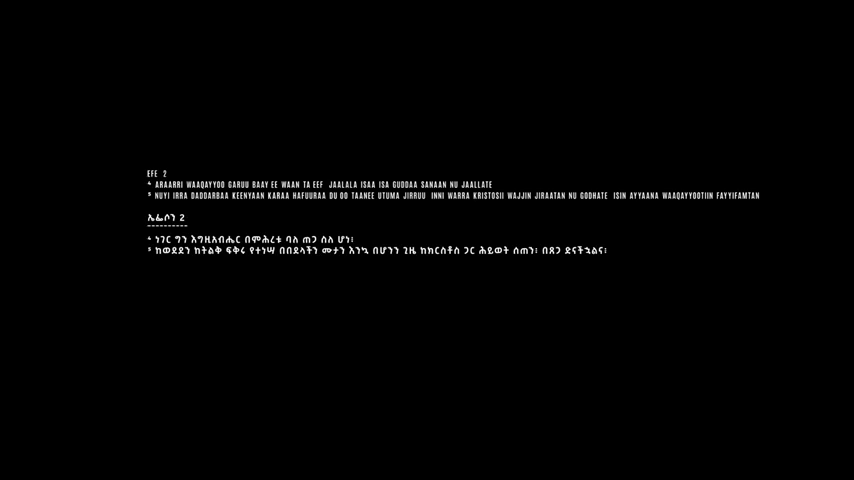 EFE 2
⁴ ARAARRI WAAQAYYOO GARUU BAAY EE WAAN TA EEF JAALALA ISAA ISA GUDDAA SANAAN NU JAALLATE
⁵ NUYI IRRA DADDARBAA KEENYAAN KARAA HAFUURAA DU OO TAANEE UTUMA JIRRUU INNI WARRA KRISTOSII WAJJIN JIRAATAN NU GODHATE ISIN AYYAANA WAAQAYYOOTIIN FAYYIFAMTAN
ኤፌሶን 2
----------
⁴ ነገር ግን እግዚአብሔር በምሕረቱ ባለ ጠጋ ስለ ሆነ፥
⁵ ከወደደን ከትልቅ ፍቅሩ የተነሣ በበደላችን ሙታን እንኳ በሆንን ጊዜ ከክርስቶስ ጋር ሕይወት ሰጠን፥ በጸጋ ድናችኋልና፥